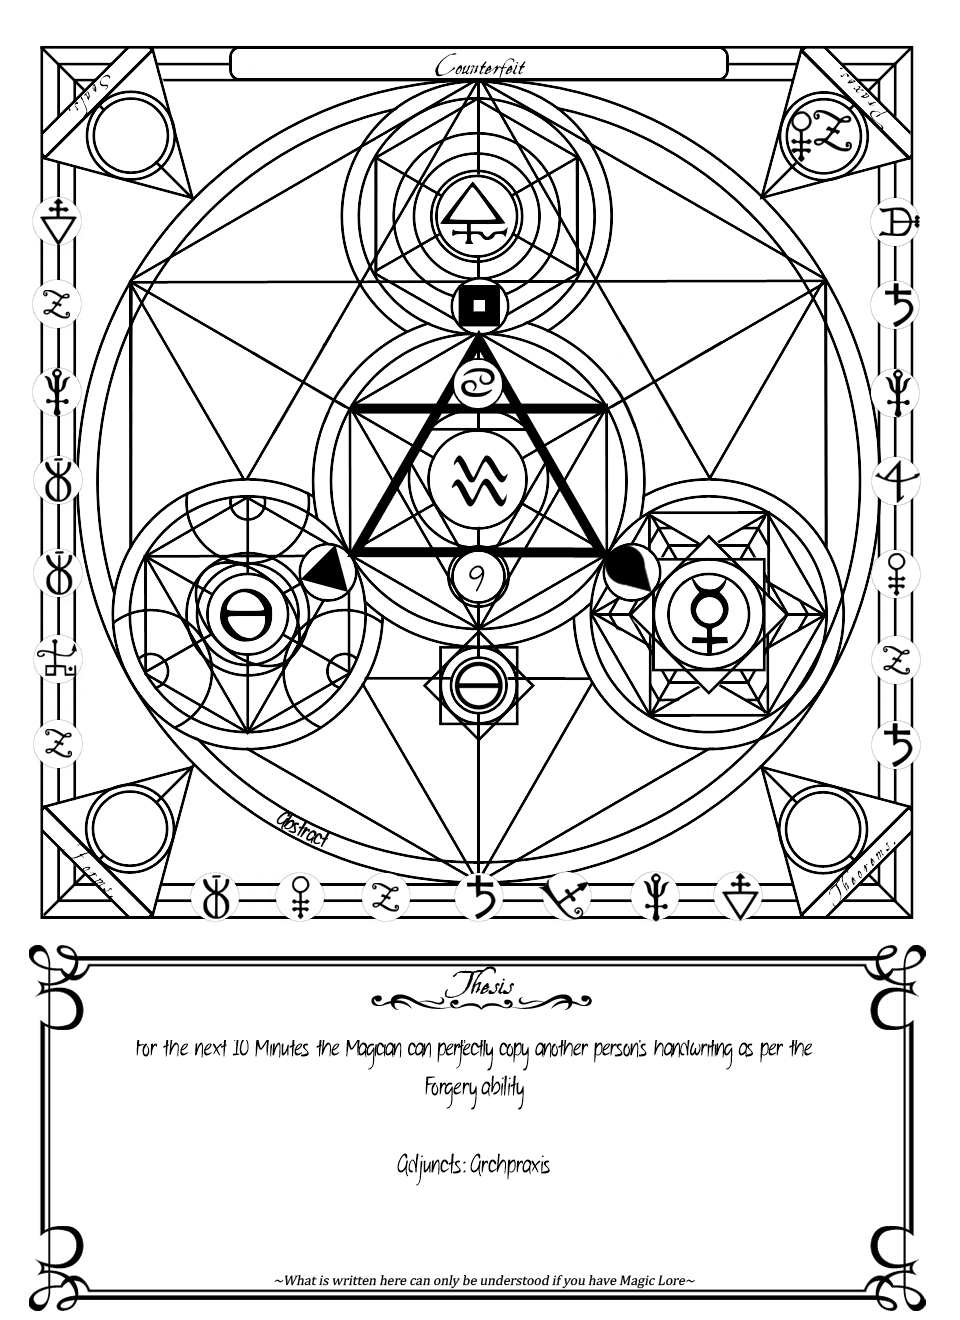 Counterfeit
Seals
Praxes
9
Abstract
Forms
Theorems
Thesis
For the next 10 Minutes the Magician can perfectly copy another person's handwriting as per the
Forgery ability
Adjuncts: Archpraxis
~What is written here can only be understood if you have Magic Lore~